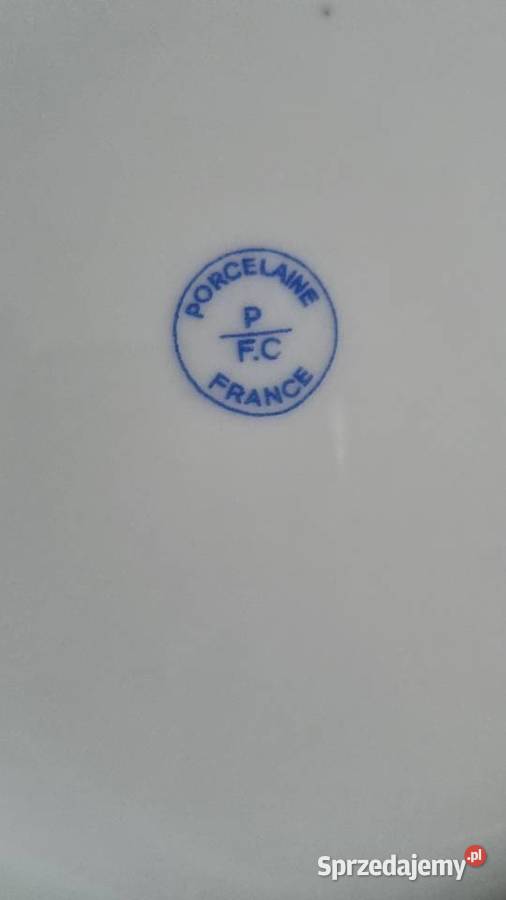 PORCELAINE
P
F.C
FRANCE
Sprzedajemy.pl